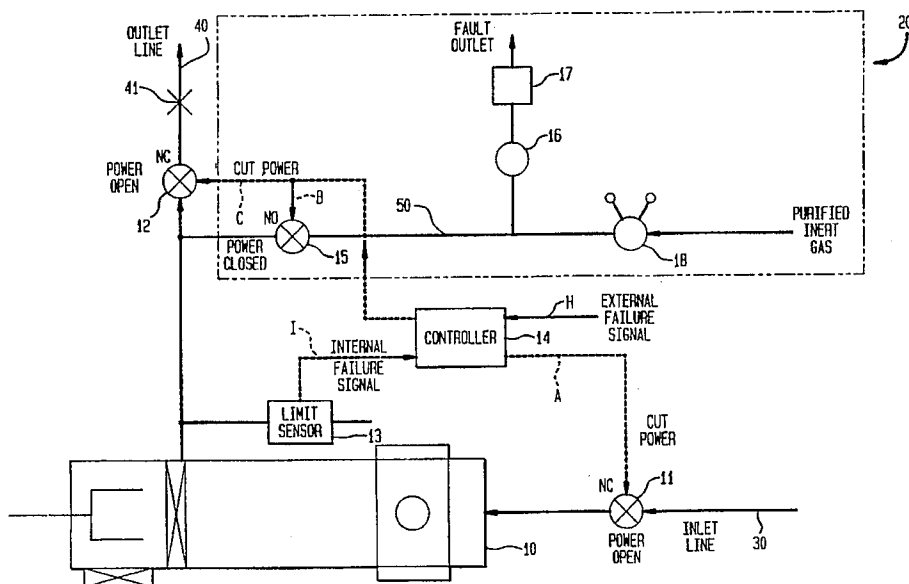 OUTLET
LINE
40
41
NC
POWER
OPEN
12
CUT POWER
C
B
NO
POWER
CLOSED
15
50
FAULT
OUTLET
17
16
18
PURIFIED
INERT
GAS
20
H
EXTERNAL
FAILURE
SIGNAL
CONTROLLER
14
I
INTERNAL
FAILURE
SIGNAL
A
LIMIT
SENSOR
13
CUT
POWER
NC
11
POWER
OPEN
INLET
LINE
30
10